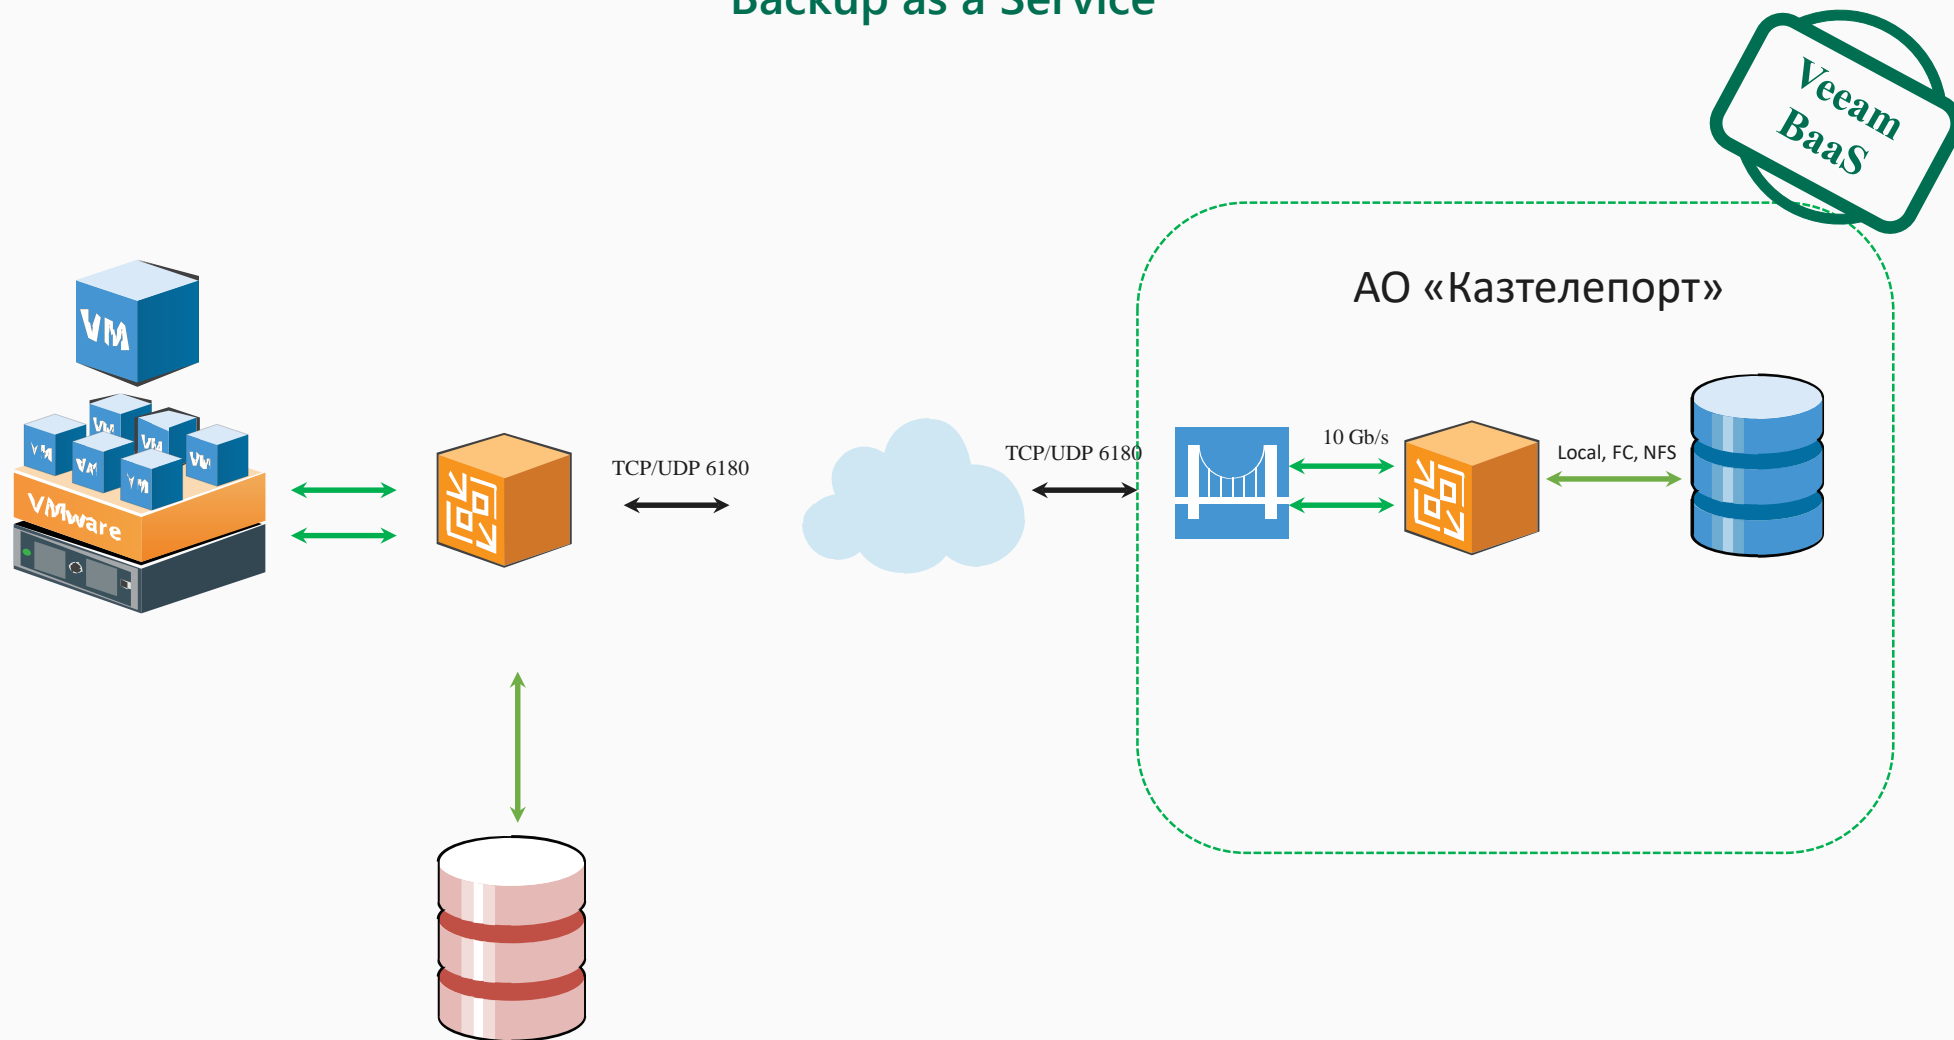 Backup as a Service
Veeam
BaaS
АО «Казтелепорт»
VM
VM
VM
VM
VM
VM
VM
VMware
TCP/UDP 6180
TCP/UDP 6180
10 Gb/s
Local, FC, NFS